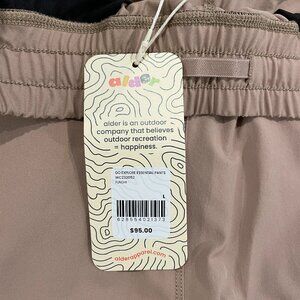 alder
alder is an outdoor
company that believes
outdoor recreation
= happiness.
GO EXPLORE ESSENTIAL PANTS
L
$95.00
alderapparel.com